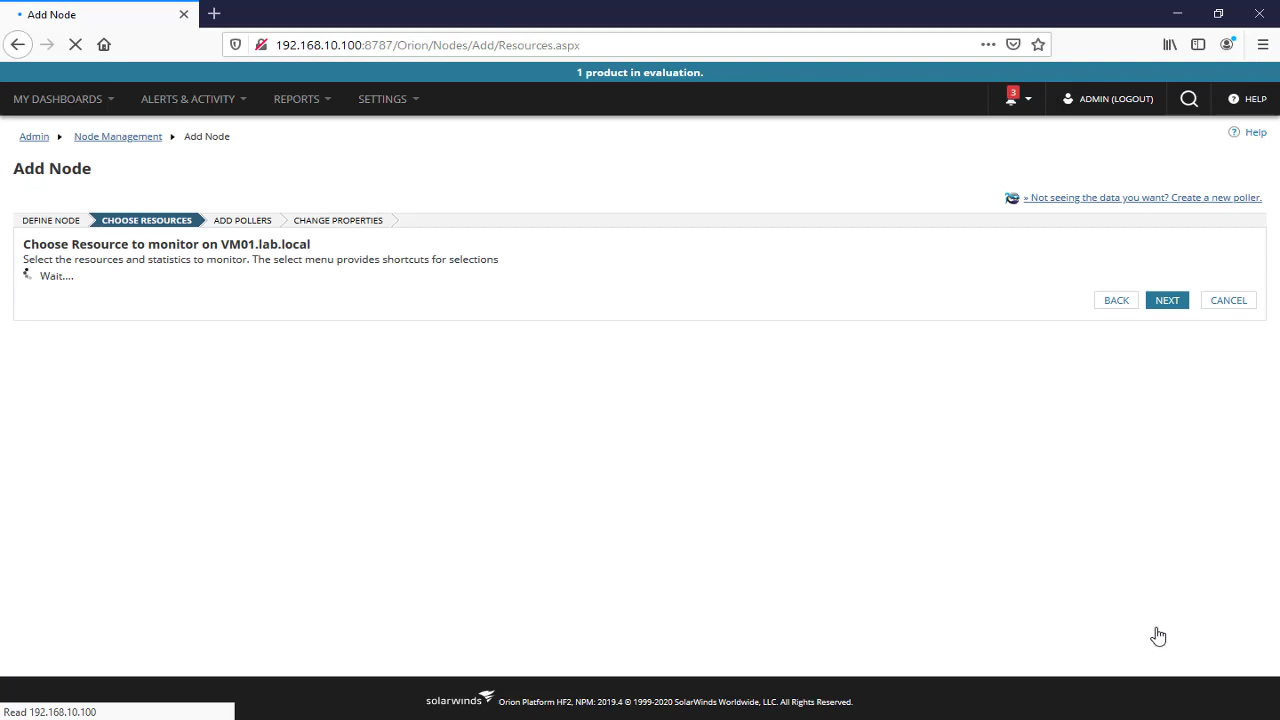 Add Node
192.168.10.100:8787/Orion/Nodes/Add/Resources.aspx
1 product in evaluation.
MY DASHBOARDS ALERTS & ACTIVITY REPORTS SETTINGS 3 ADMIN (LOGOUT) HELP
Admin Node Management Add Node Help
Add Node
» Not seeing the data you want? Create a new poller.
DEFINE NODE CHOOSE RESOURCES ADD POLLERS CHANGE PROPERTIES
Choose Resource to monitor on VM01.lab.local
Select the resources and statistics to monitor. The select menu provides shortcuts for selections
Wait....
BACK NEXT CANCEL
solarwinds Orion Platform HF2, NPM: 2019.4 © 1999-2020 SolarWinds Worldwide, LLC. All Rights Reserved.
Read 192.168.10.100